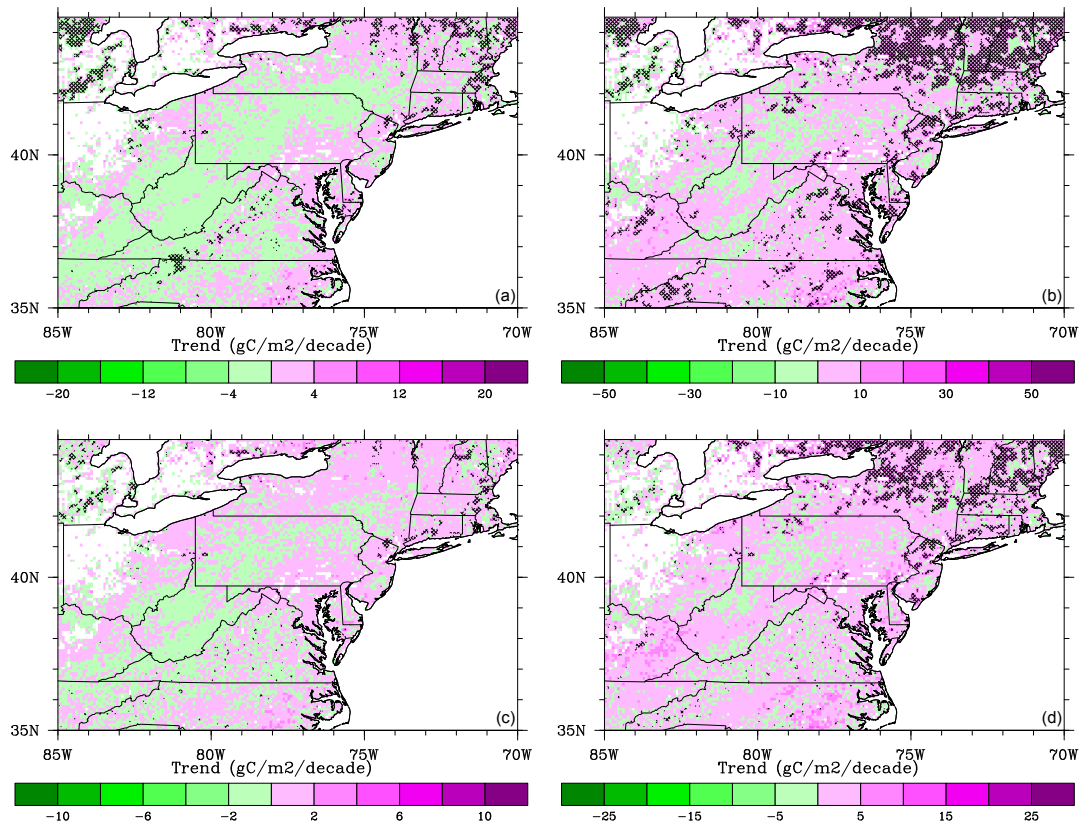 40N 35N (a) (b)
85W 80W 75W 70W 85W 80W 75W 70W
Trend (gC/m2/decade) Trend (gC/m2/decade)
-20 -12 -4 4 12 20 -50 -30 -10 10 30 50
40N 40N
35N (c) 35N (d)
85W 80W 75W 70W 85W 80W 75W 70W
Trend (gC/m2/decade) Trend (gC/m2/decade)
-10 -6 -2 2 6 10 -25 -15 -5 5 15 25